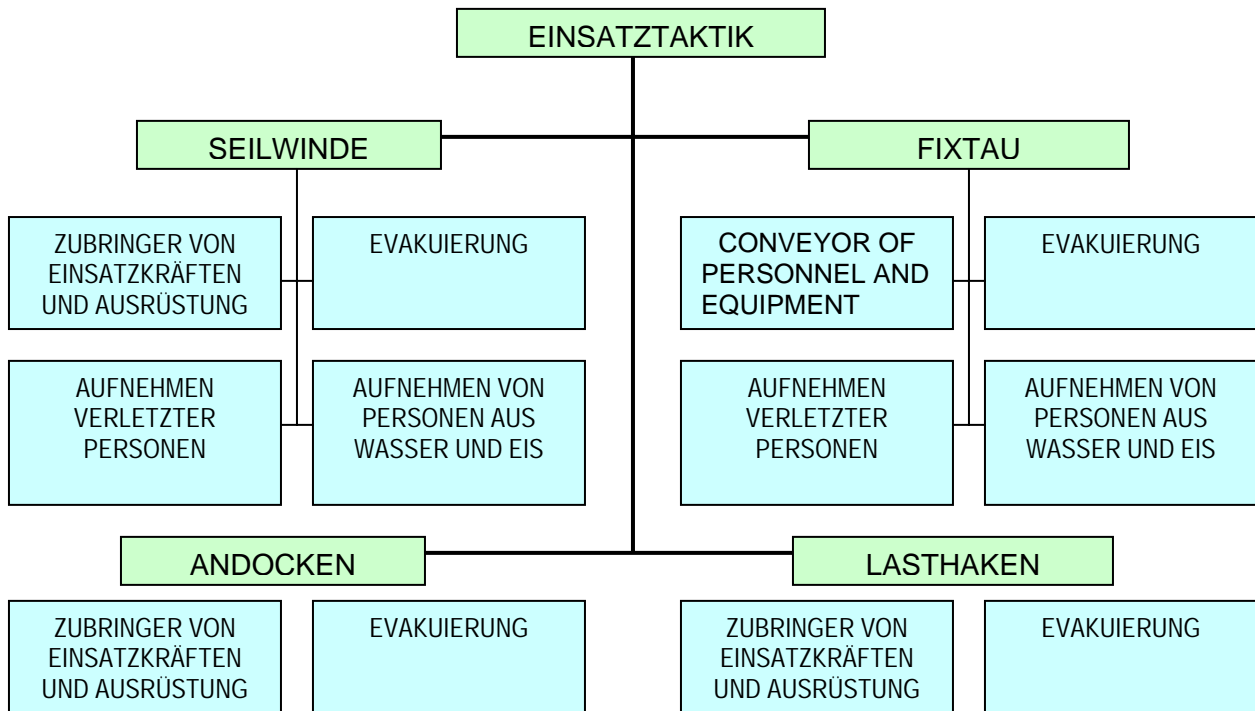 EINSATZTAKTIK
SEILWINDE
FIXTAU
ZUBRINGER VON
EINSATZKRÄFTEN
UND AUSRÜSTUNG
EVAKUIERUNG
CONVEYOR OF
PERSONNEL AND
EQUIPMENT
EVAKUIERUNG
AUFNEHMEN
VERLETZTER
PERSONEN
AUFNEHMEN VON
PERSONEN AUS
WASSER UND EIS
AUFNEHMEN
VERLETZTER
PERSONEN
AUFNEHMEN VON
PERSONEN AUS
WASSER UND EIS
ANDOCKEN
LASTHAKEN
ZUBRINGER VON
EINSATZKRÄFTEN
UND AUSRÜSTUNG
EVAKUIERUNG
ZUBRINGER VON
EINSATZKRÄFTEN
UND AUSRÜSTUNG
EVAKUIERUNG